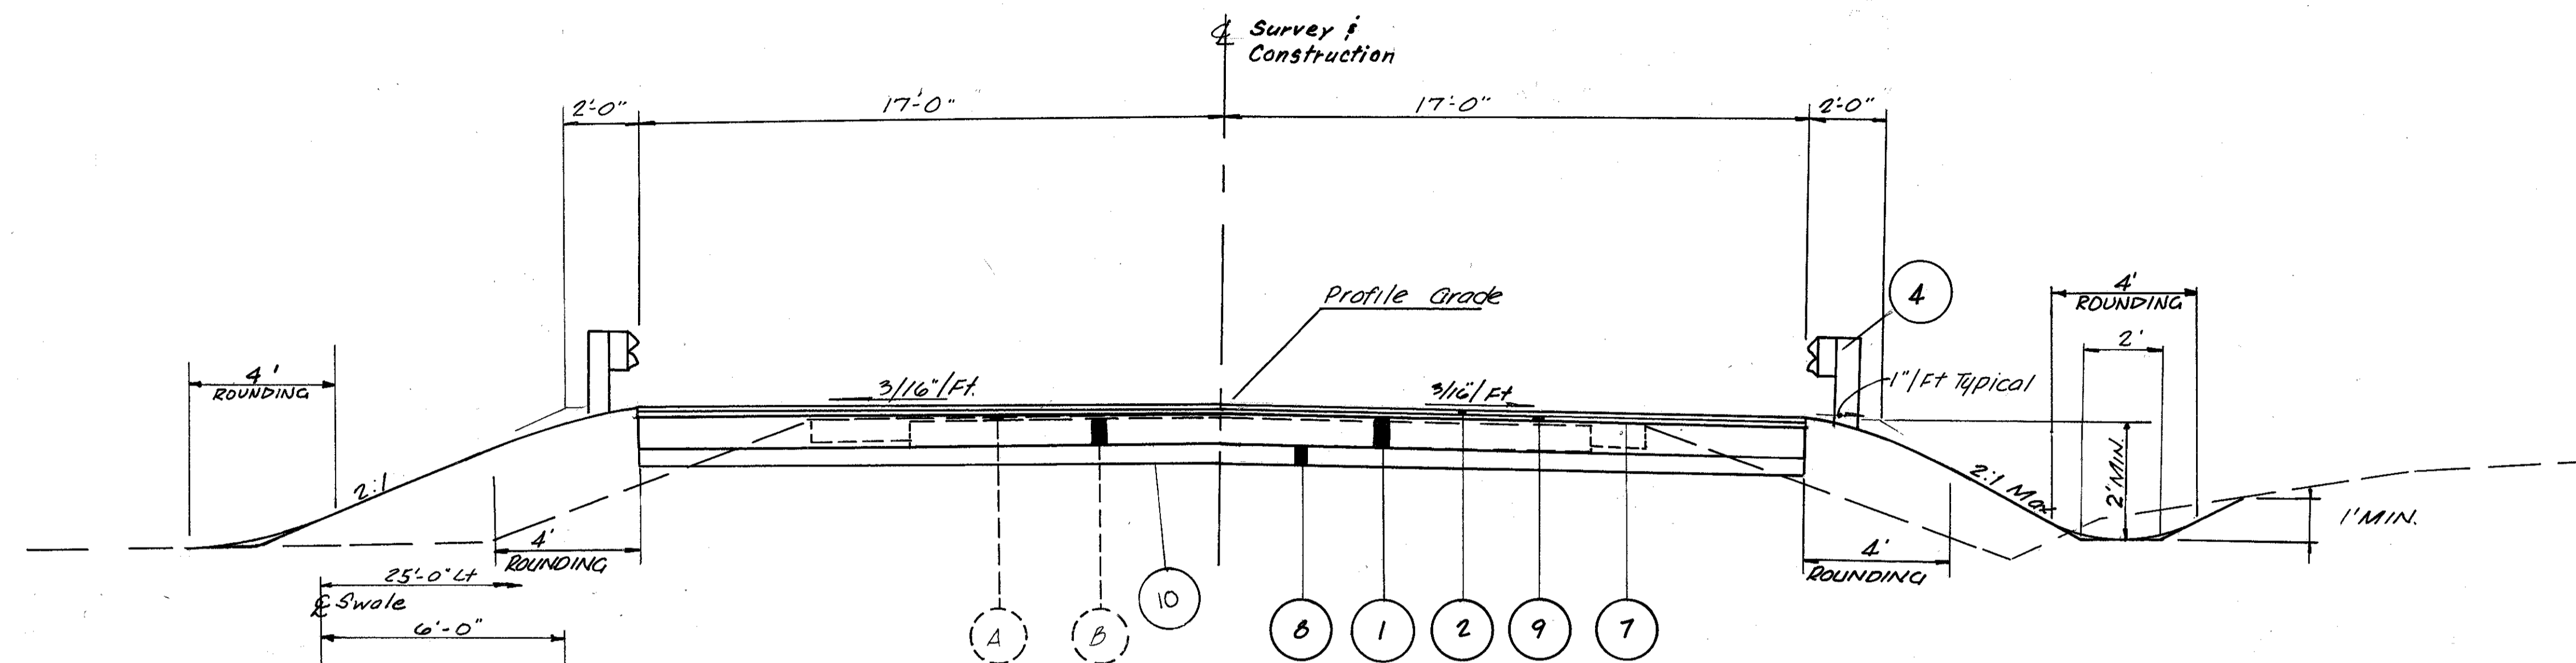 ℄ Survey &
Construction
2'-0"
17'-0"
17'-0"
2'-0"
Profile Grade
4
4'
ROUNDING
2'
4'
ROUNDING
3/16"/Ft.
3/16"/Ft
1"/Ft Typical
2:1
2:1 Max
2' MIN.
1' MIN.
4'
ROUNDING
4'
ROUNDING
25'-0" Lt
℄ Swale
6'-0"
10
A
B
8
1
2
9
7